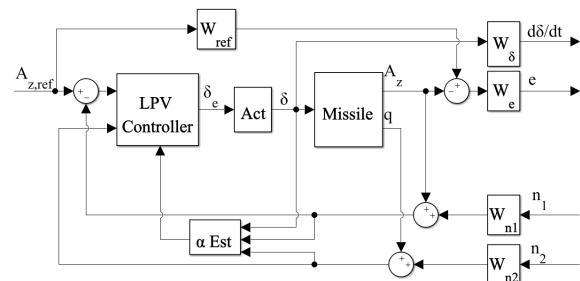 W_ref
dδ/dt
W_δ
A_z,ref
+
−
LPV
Controller
δ_e
Act
δ
Missile
A_z
q
+
−
W_e
e
α Est
+
+
W_n1
n_1
+
+
W_n2
n_2